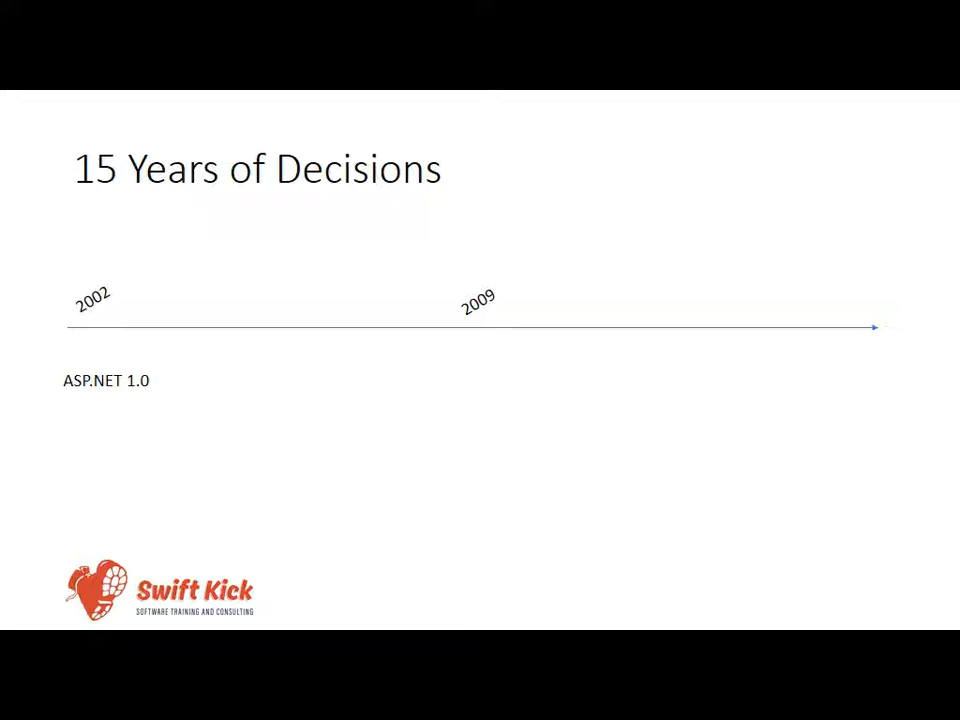 15 Years of Decisions
2002
2009
ASP.NET 1.0
Swift Kick
SOFTWARE TRAINING AND CONSULTING